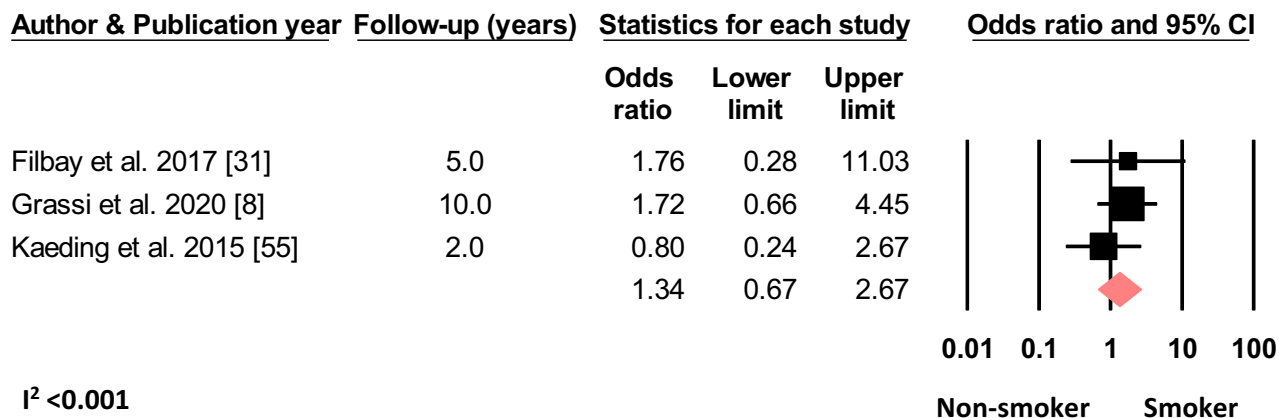 Author & Publication year Follow-up (years) Statistics for each study Odds ratio and 95% CI
Odds Lower Upper
ratio limit limit
Filbay et al. 2017 [31] 5.0 1.76 0.28 11.03
Grassi et al. 2020 [8] 10.0 1.72 0.66 4.45
Kaeding et al. 2015 [55] 2.0 0.80 0.24 2.67
1.34 0.67 2.67
0.01 0.1 1 10 100
I² <0.001
Non-smoker Smoker